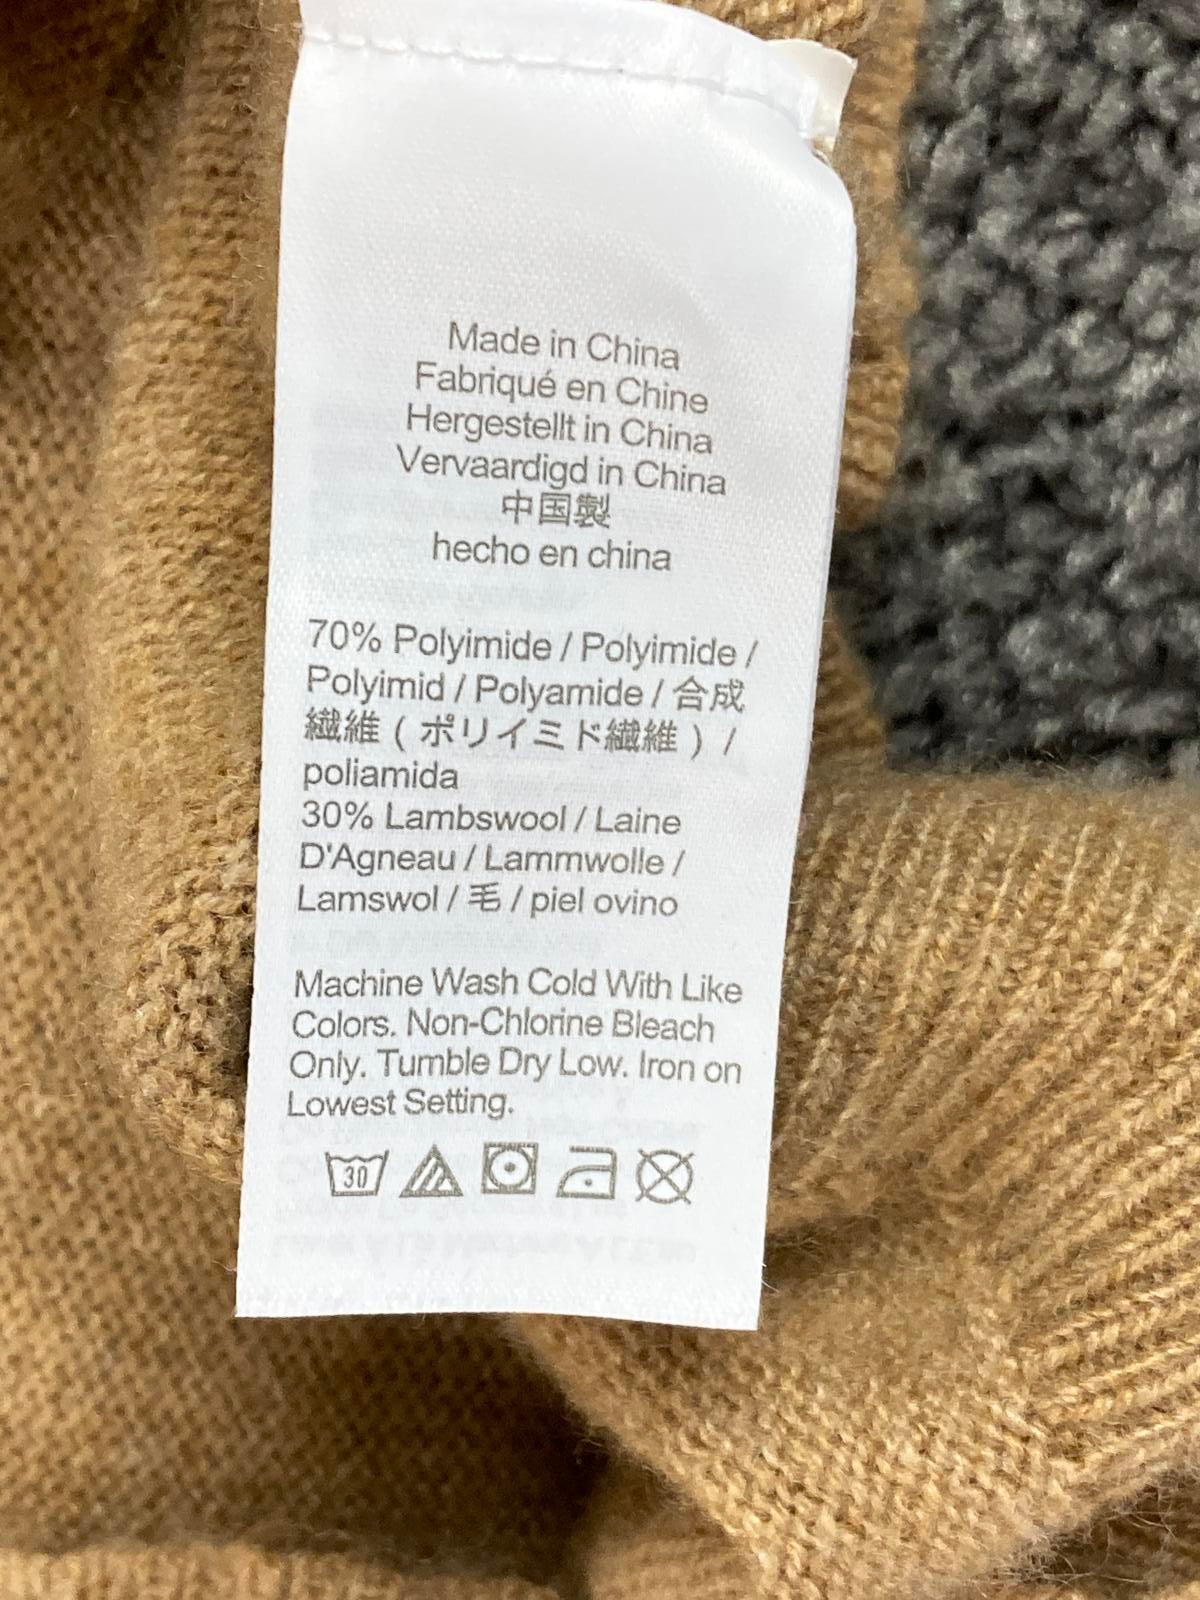 Made in China
Fabriqué en Chine
Hergestellt in China
Vervaardigd in China
中国製
hecho en china
70% Polyimide / Polyimide /
Polyimid / Polyamide / 合成
繊維 ( ポリイミド繊維 ) /
poliamida
30% Lambswool / Laine
D'Agneau / Lammwolle /
Lamswol / 毛 / piel ovino
Machine Wash Cold With Like
Colors. Non-Chlorine Bleach
Only. Tumble Dry Low. Iron on
Lowest Setting.
30